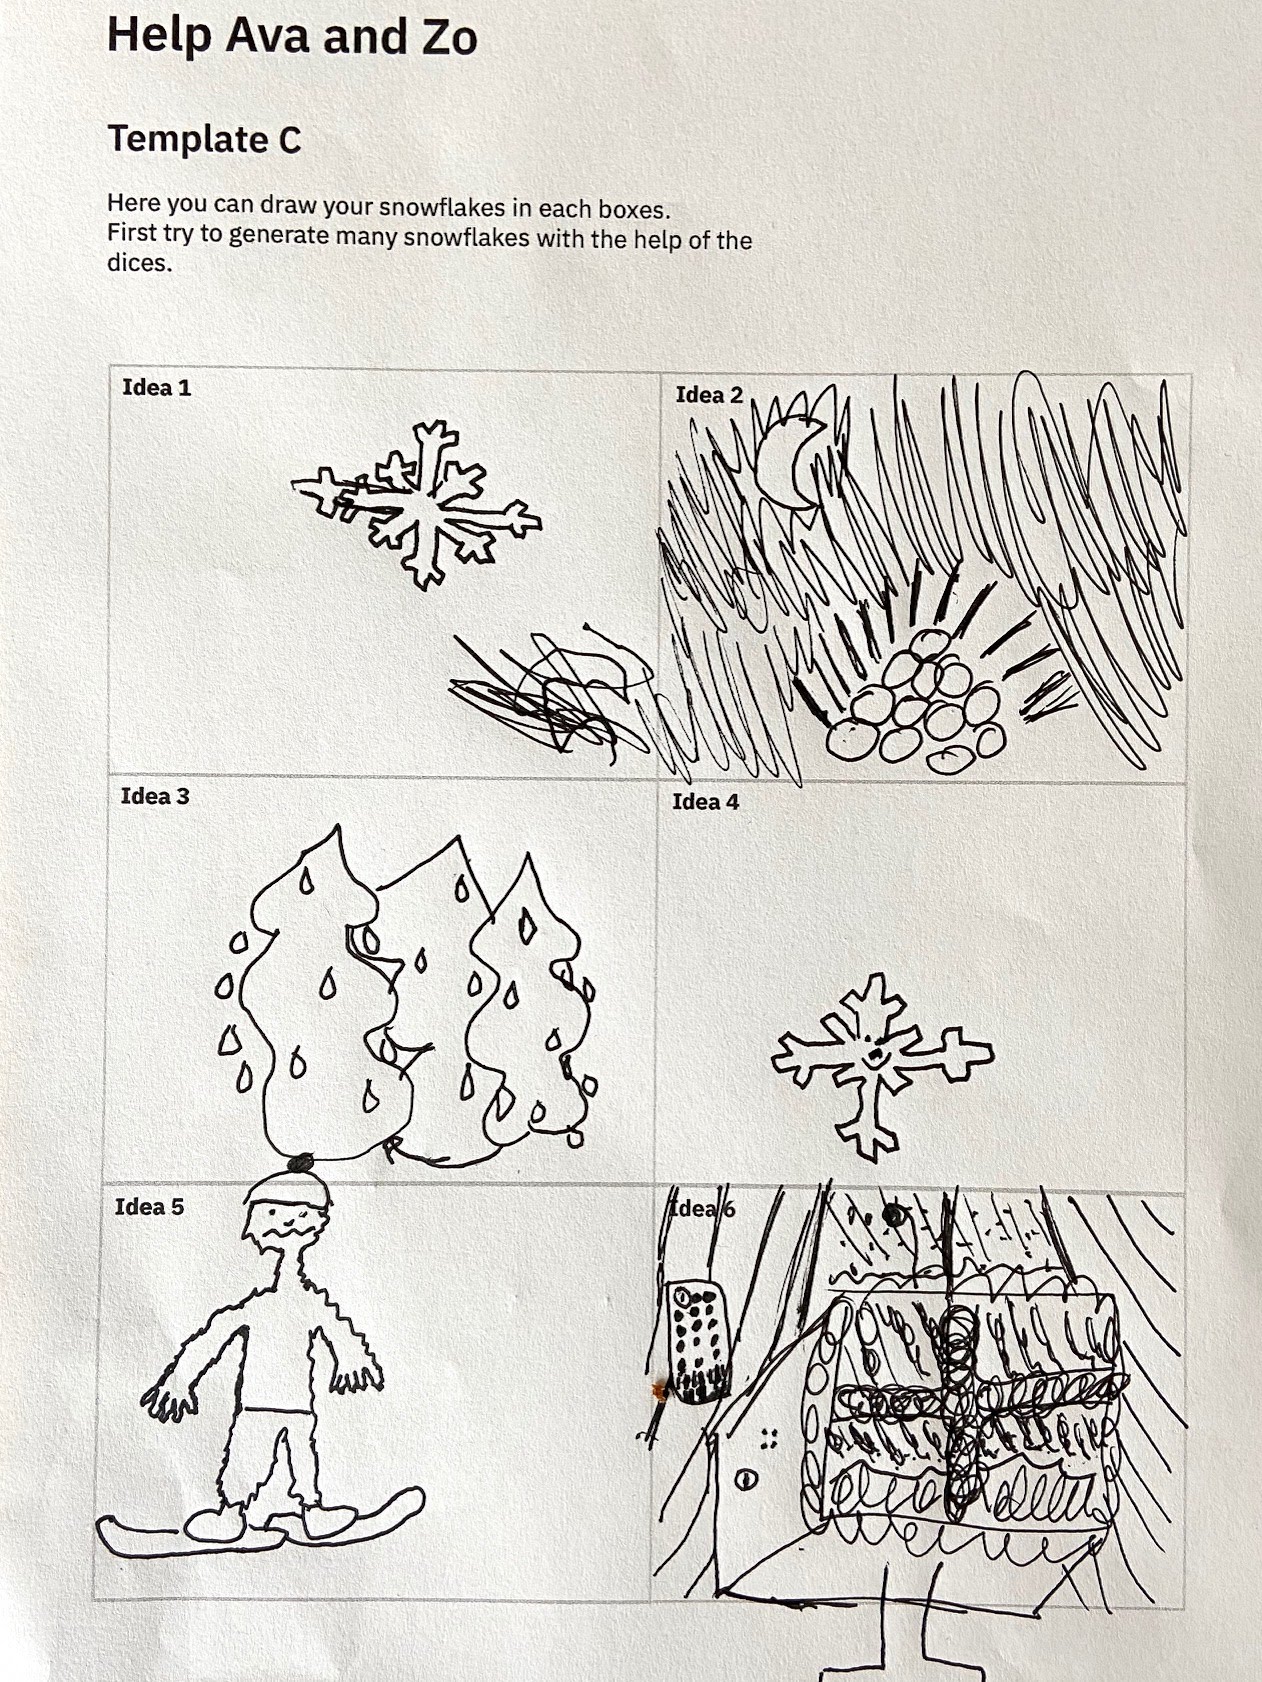 Help Ava and Zo
Template C
Here you can draw your snowflakes in each boxes.
First try to generate many snowflakes with the help of the
dices.
Idea 1
Idea 2
Idea 3
Idea 4
Idea 5
Idea 6